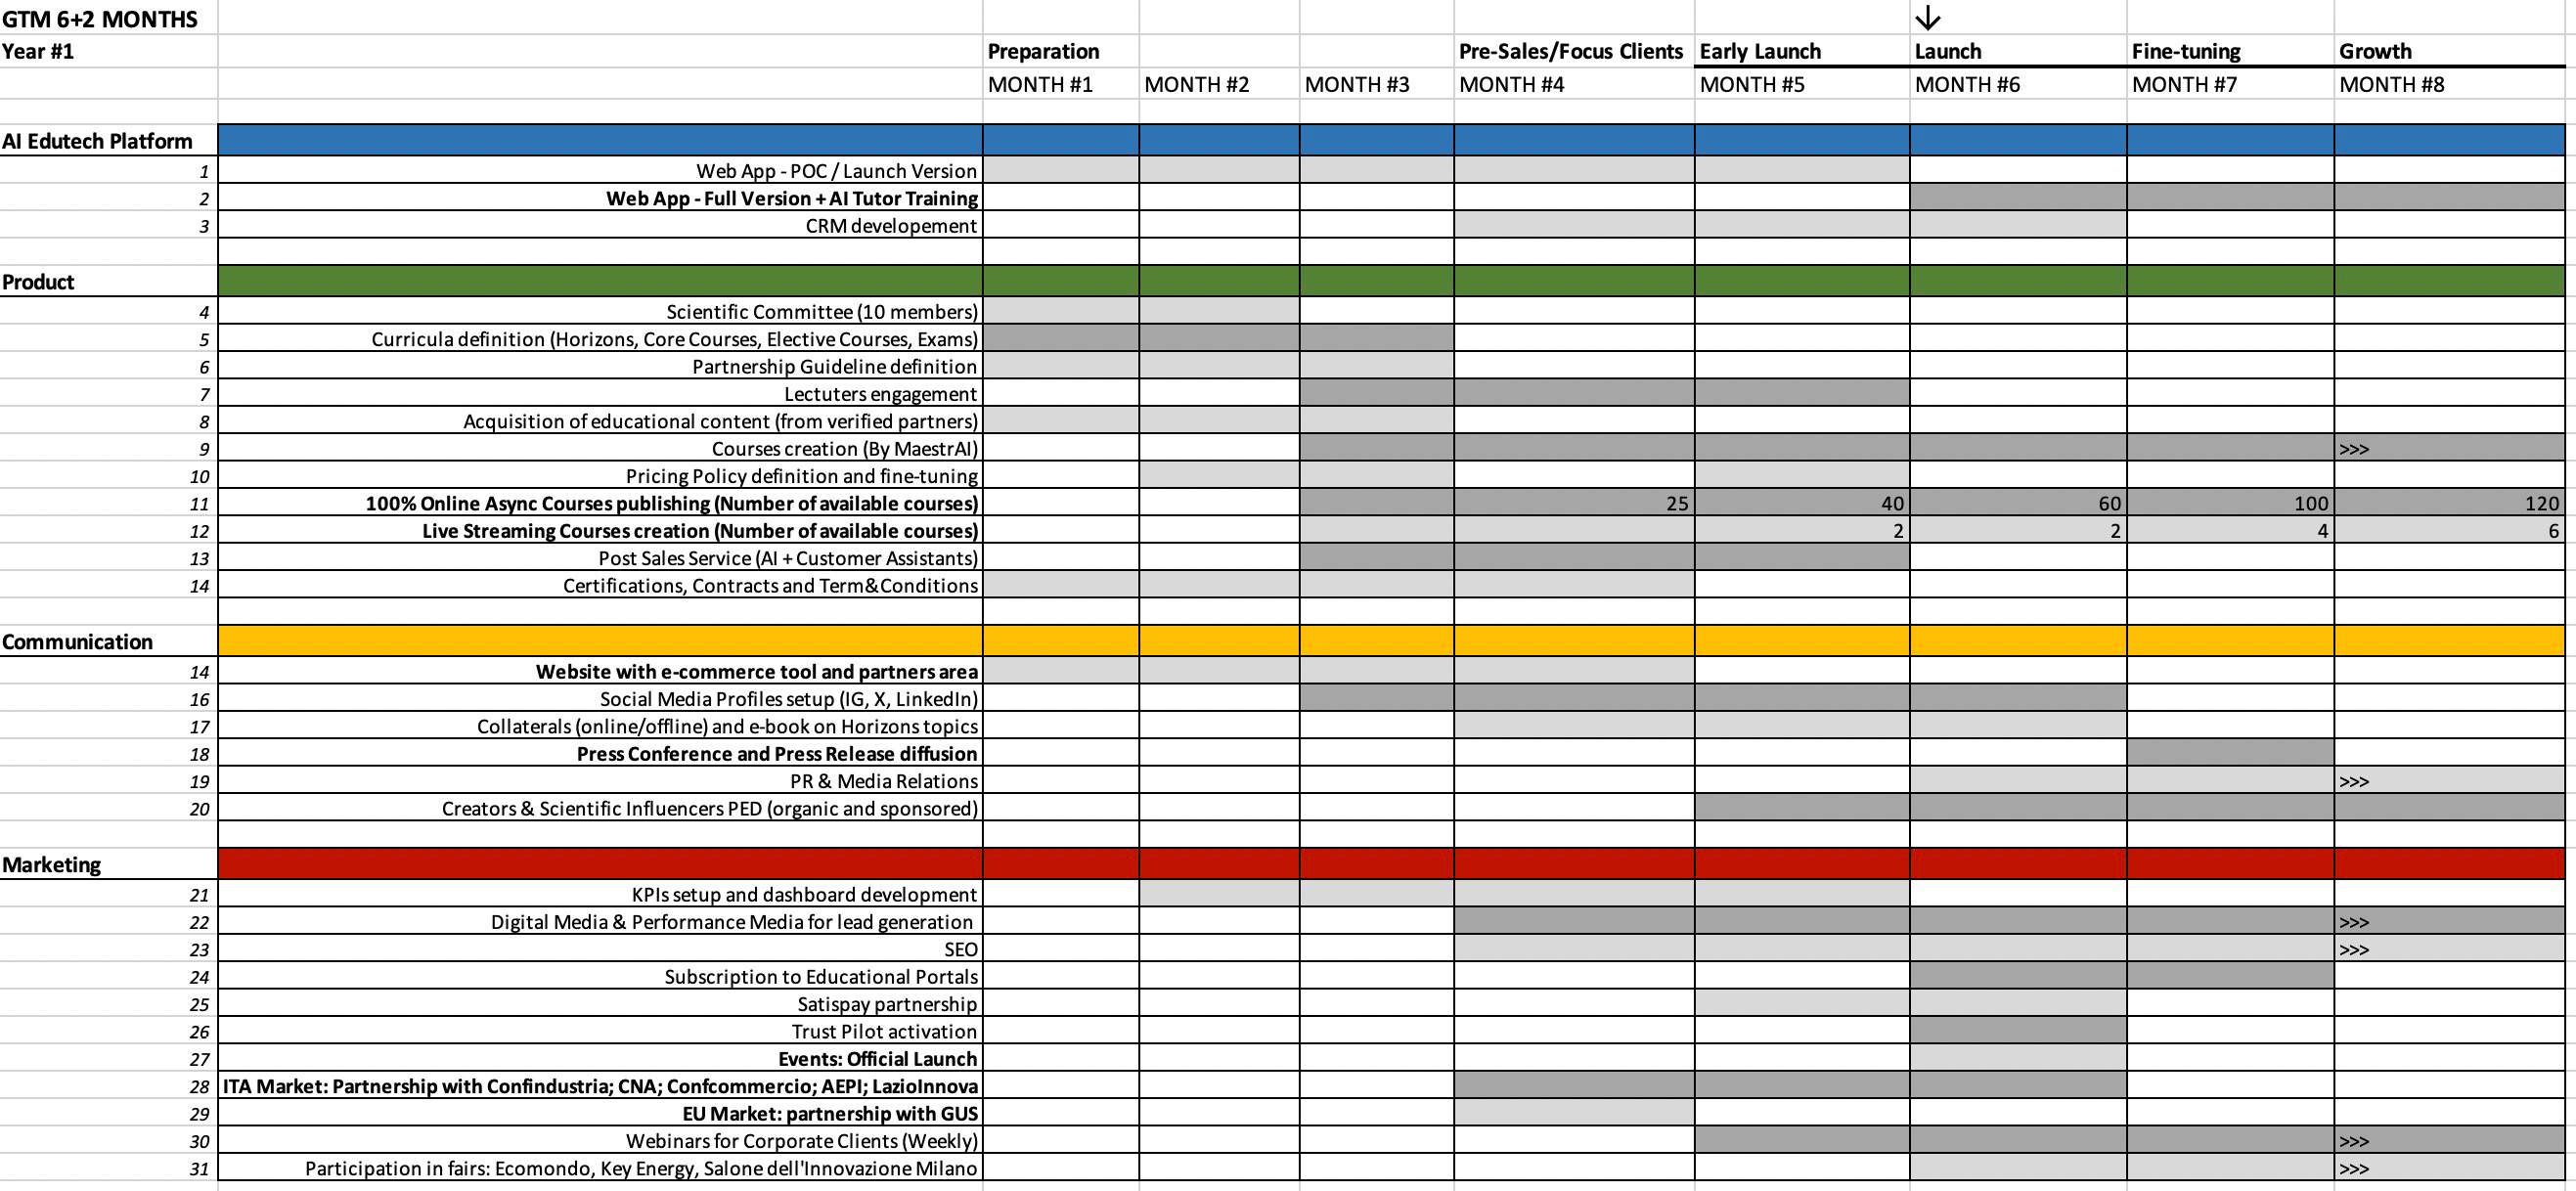 GTM 6+2 MONTHS ↓
Year #1 Preparation Pre-Sales/Focus Clients Early Launch Launch Fine-tuning Growth
MONTH #1 MONTH #2 MONTH #3 MONTH #4 MONTH #5 MONTH #6 MONTH #7 MONTH #8
AI Edutech Platform
1 Web App - POC / Launch Version
2 Web App - Full Version + AI Tutor Training
3 CRM developement
Product
4 Scientific Committee (10 members)
5 Curricula definition (Horizons, Core Courses, Elective Courses, Exams)
6 Partnership Guideline definition
7 Lectuters engagement
8 Acquisition of educational content (from verified partners)
9 Courses creation (By MaestrAI) >>>
10 Pricing Policy definition and fine-tuning
11 100% Online Async Courses publishing (Number of available courses) 25 40 60 100 120
12 Live Streaming Courses creation (Number of available courses) 2 2 4 6
13 Post Sales Service (AI + Customer Assistants)
14 Certifications, Contracts and Term&Conditions
Communication
14 Website with e-commerce tool and partners area
16 Social Media Profiles setup (IG, X, LinkedIn)
17 Collaterals (online/offline) and e-book on Horizons topics
18 Press Conference and Press Release diffusion
19 PR & Media Relations >>>
20 Creators & Scientific Influencers PED (organic and sponsored)
Marketing
21 KPIs setup and dashboard development
22 Digital Media & Performance Media for lead generation >>>
23 SEO >>>
24 Subscription to Educational Portals
25 Satispay partnership
26 Trust Pilot activation
27 Events: Official Launch
28 ITA Market: Partnership with Confindustria; CNA; Confcommercio; AEPI; LazioInnova
29 EU Market: partnership with GUS
30 Webinars for Corporate Clients (Weekly) >>>
31 Participation in fairs: Ecomondo, Key Energy, Salone dell'Innovazione Milano >>>